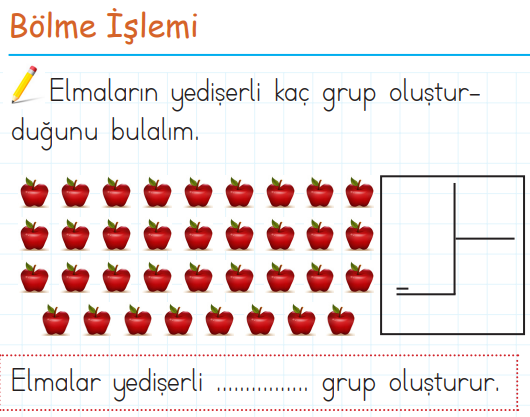 Bölme İşlemi
Elmaların yedişerli kaç grup oluştur-
duğunu bulalım.
Elmalar yedişerli ................ grup oluşturur.